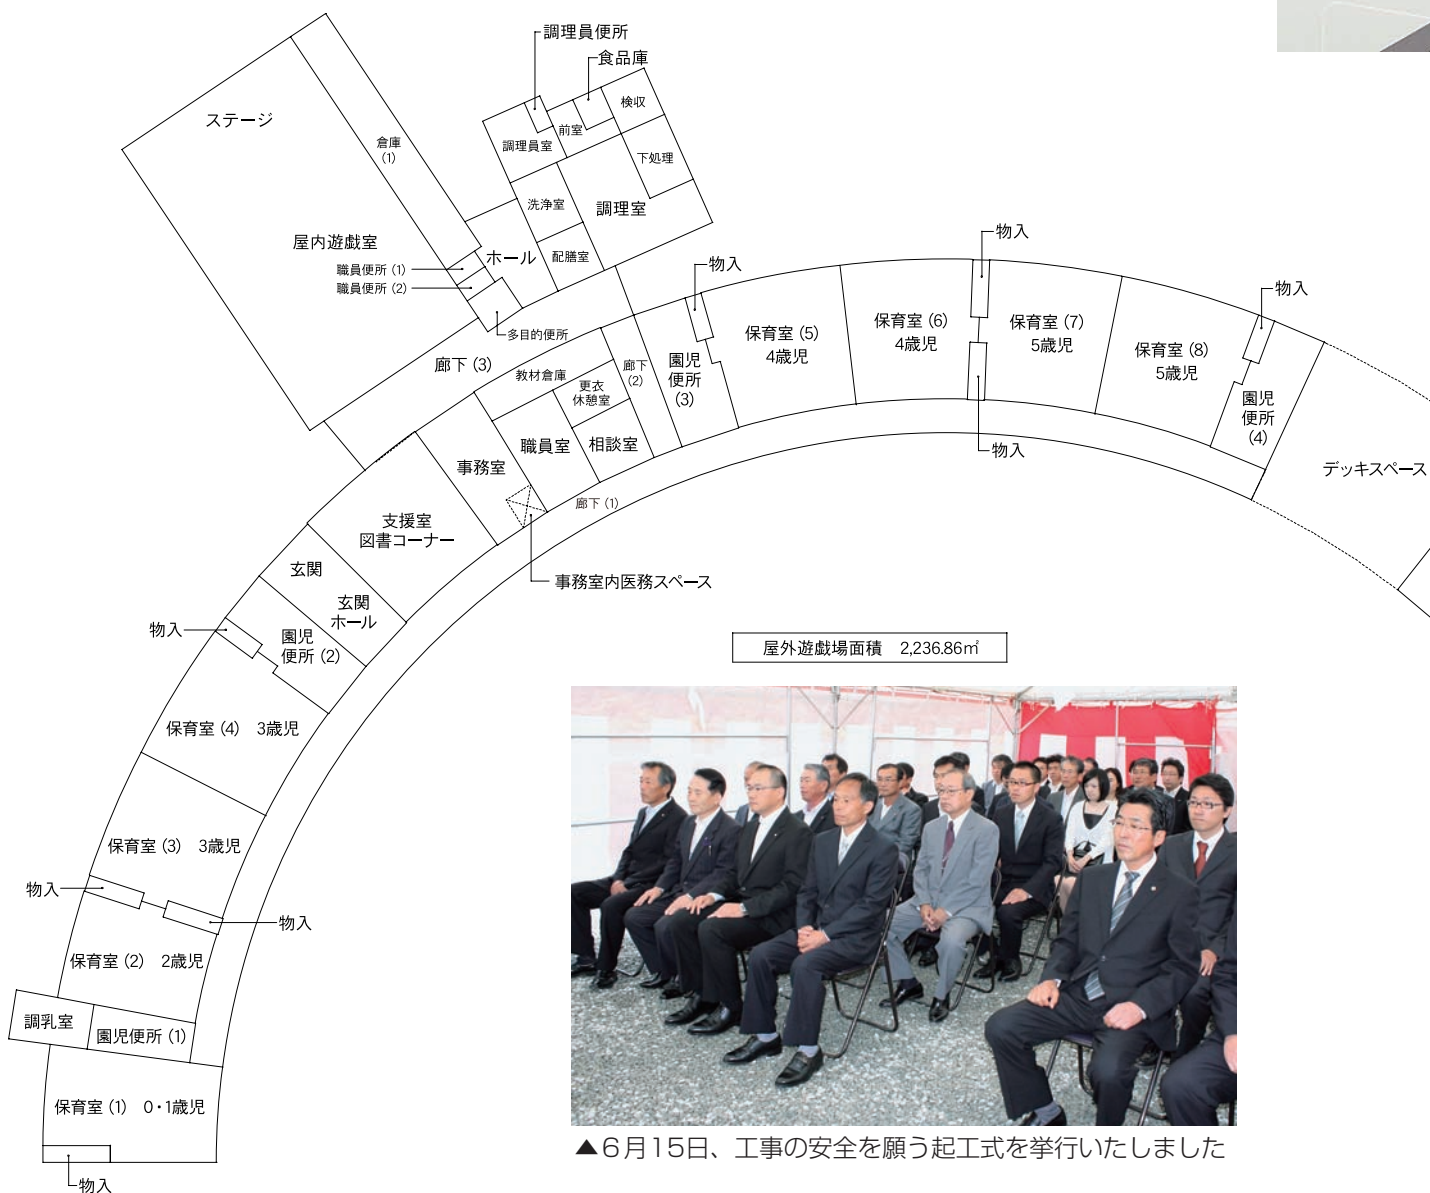 調理員便所
食品庫
ステージ
倉庫
(1)
検収
前室
調理員室
下処理
洗浄室
調理室
屋内遊戯室
ホール
配膳室
職員便所 (1)
職員便所 (2)
多目的便所
物入
物入
物入
廊下 (3)
教材倉庫
更衣
休憩室
廊下
(2)
園児
便所
(3)
保育室 (5)
4歳児
保育室 (6)
4歳児
保育室 (7)
5歳児
保育室 (8)
5歳児
園児
便所
(4)
物入
デッキスペース
事務室
職員室
相談室
廊下 (1)
支援室
図書コーナー
事務室内医務スペース
玄関
玄関
ホール
物入
園児
便所 (2)
屋外遊戯場面積 2,236.86㎡
保育室 (4) 3歳児
保育室 (3) 3歳児
物入
物入
保育室 (2) 2歳児
調乳室
園児便所 (1)
保育室 (1) 0・1歳児
物入
▲6月15日、工事の安全を願う起工式を挙行いたしました